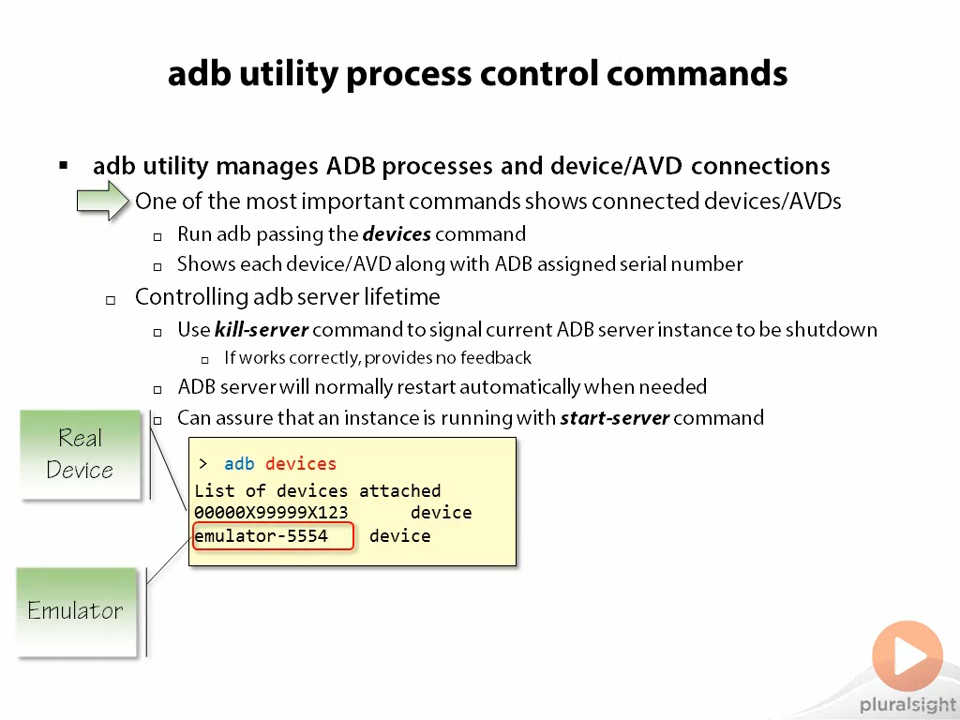 adb utility process control commands
adb utility manages ADB processes and device/AVD connections
One of the most important commands shows connected devices/AVDs
Run adb passing the devices command
Shows each device/AVD along with ADB assigned serial number
Controlling adb server lifetime
Use kill-server command to signal current ADB server instance to be shutdown
If works correctly, provides no feedback
ADB server will normally restart automatically when needed
Can assure that an instance is running with start-server command
Real
Device
> adb devices
List of devices attached
00000X99999X123 device
emulator-5554 device
Emulator
pluralsight